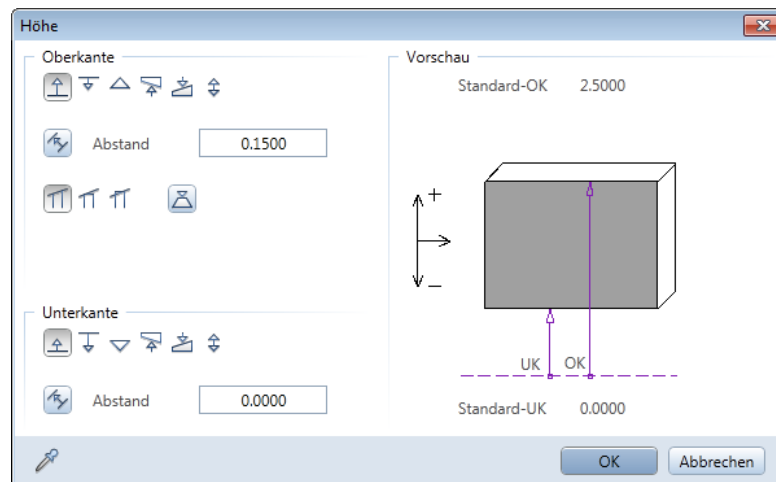 Höhe
Oberkante
Abstand 0.1500
Unterkante
Abstand 0.0000
Vorschau
Standard-OK 2.5000
+
−
UK OK
Standard-UK 0.0000
OK Abbrechen